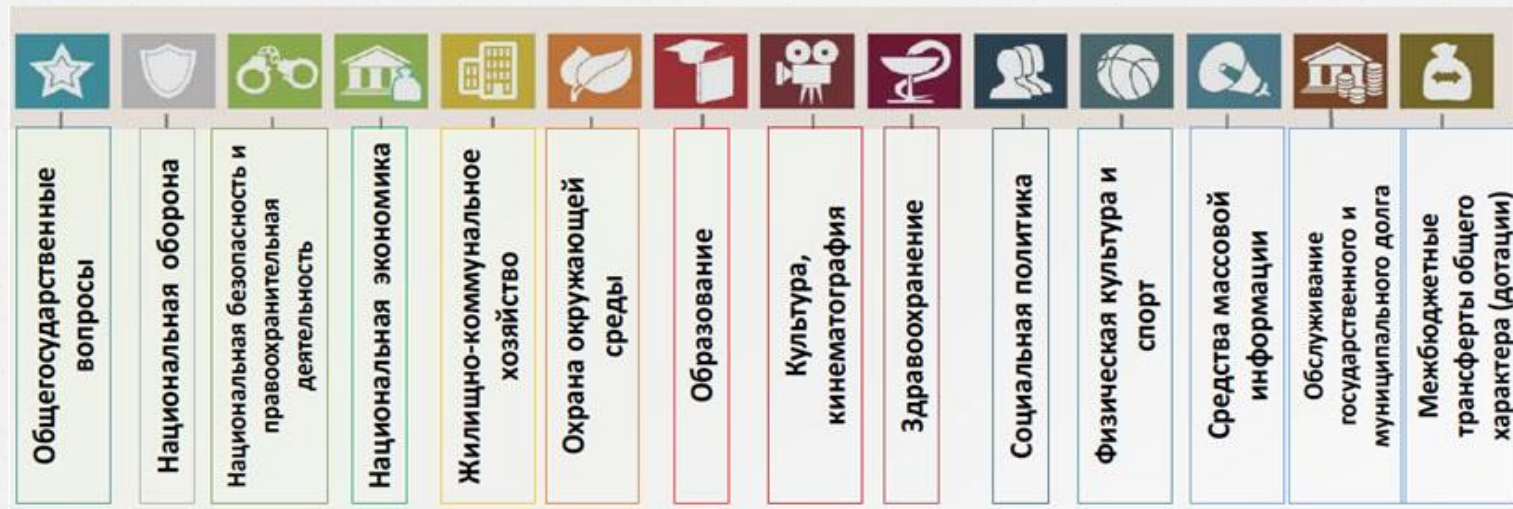 Общегосударственные
вопросы
Национальная оборона
Национальная безопасность и
правоохранительная
деятельность
Национальная экономика
Жилищно-коммунальное
хозяйство
Охрана окружающей
среды
Образование
Культура,
кинематография
Здравоохранение
Социальная политика
Физическая культура и
спорт
Средства массовой
информации
Обслуживание
государственного и
муниципального долга
Межбюджетные
трансферты общего
характера (дотации)